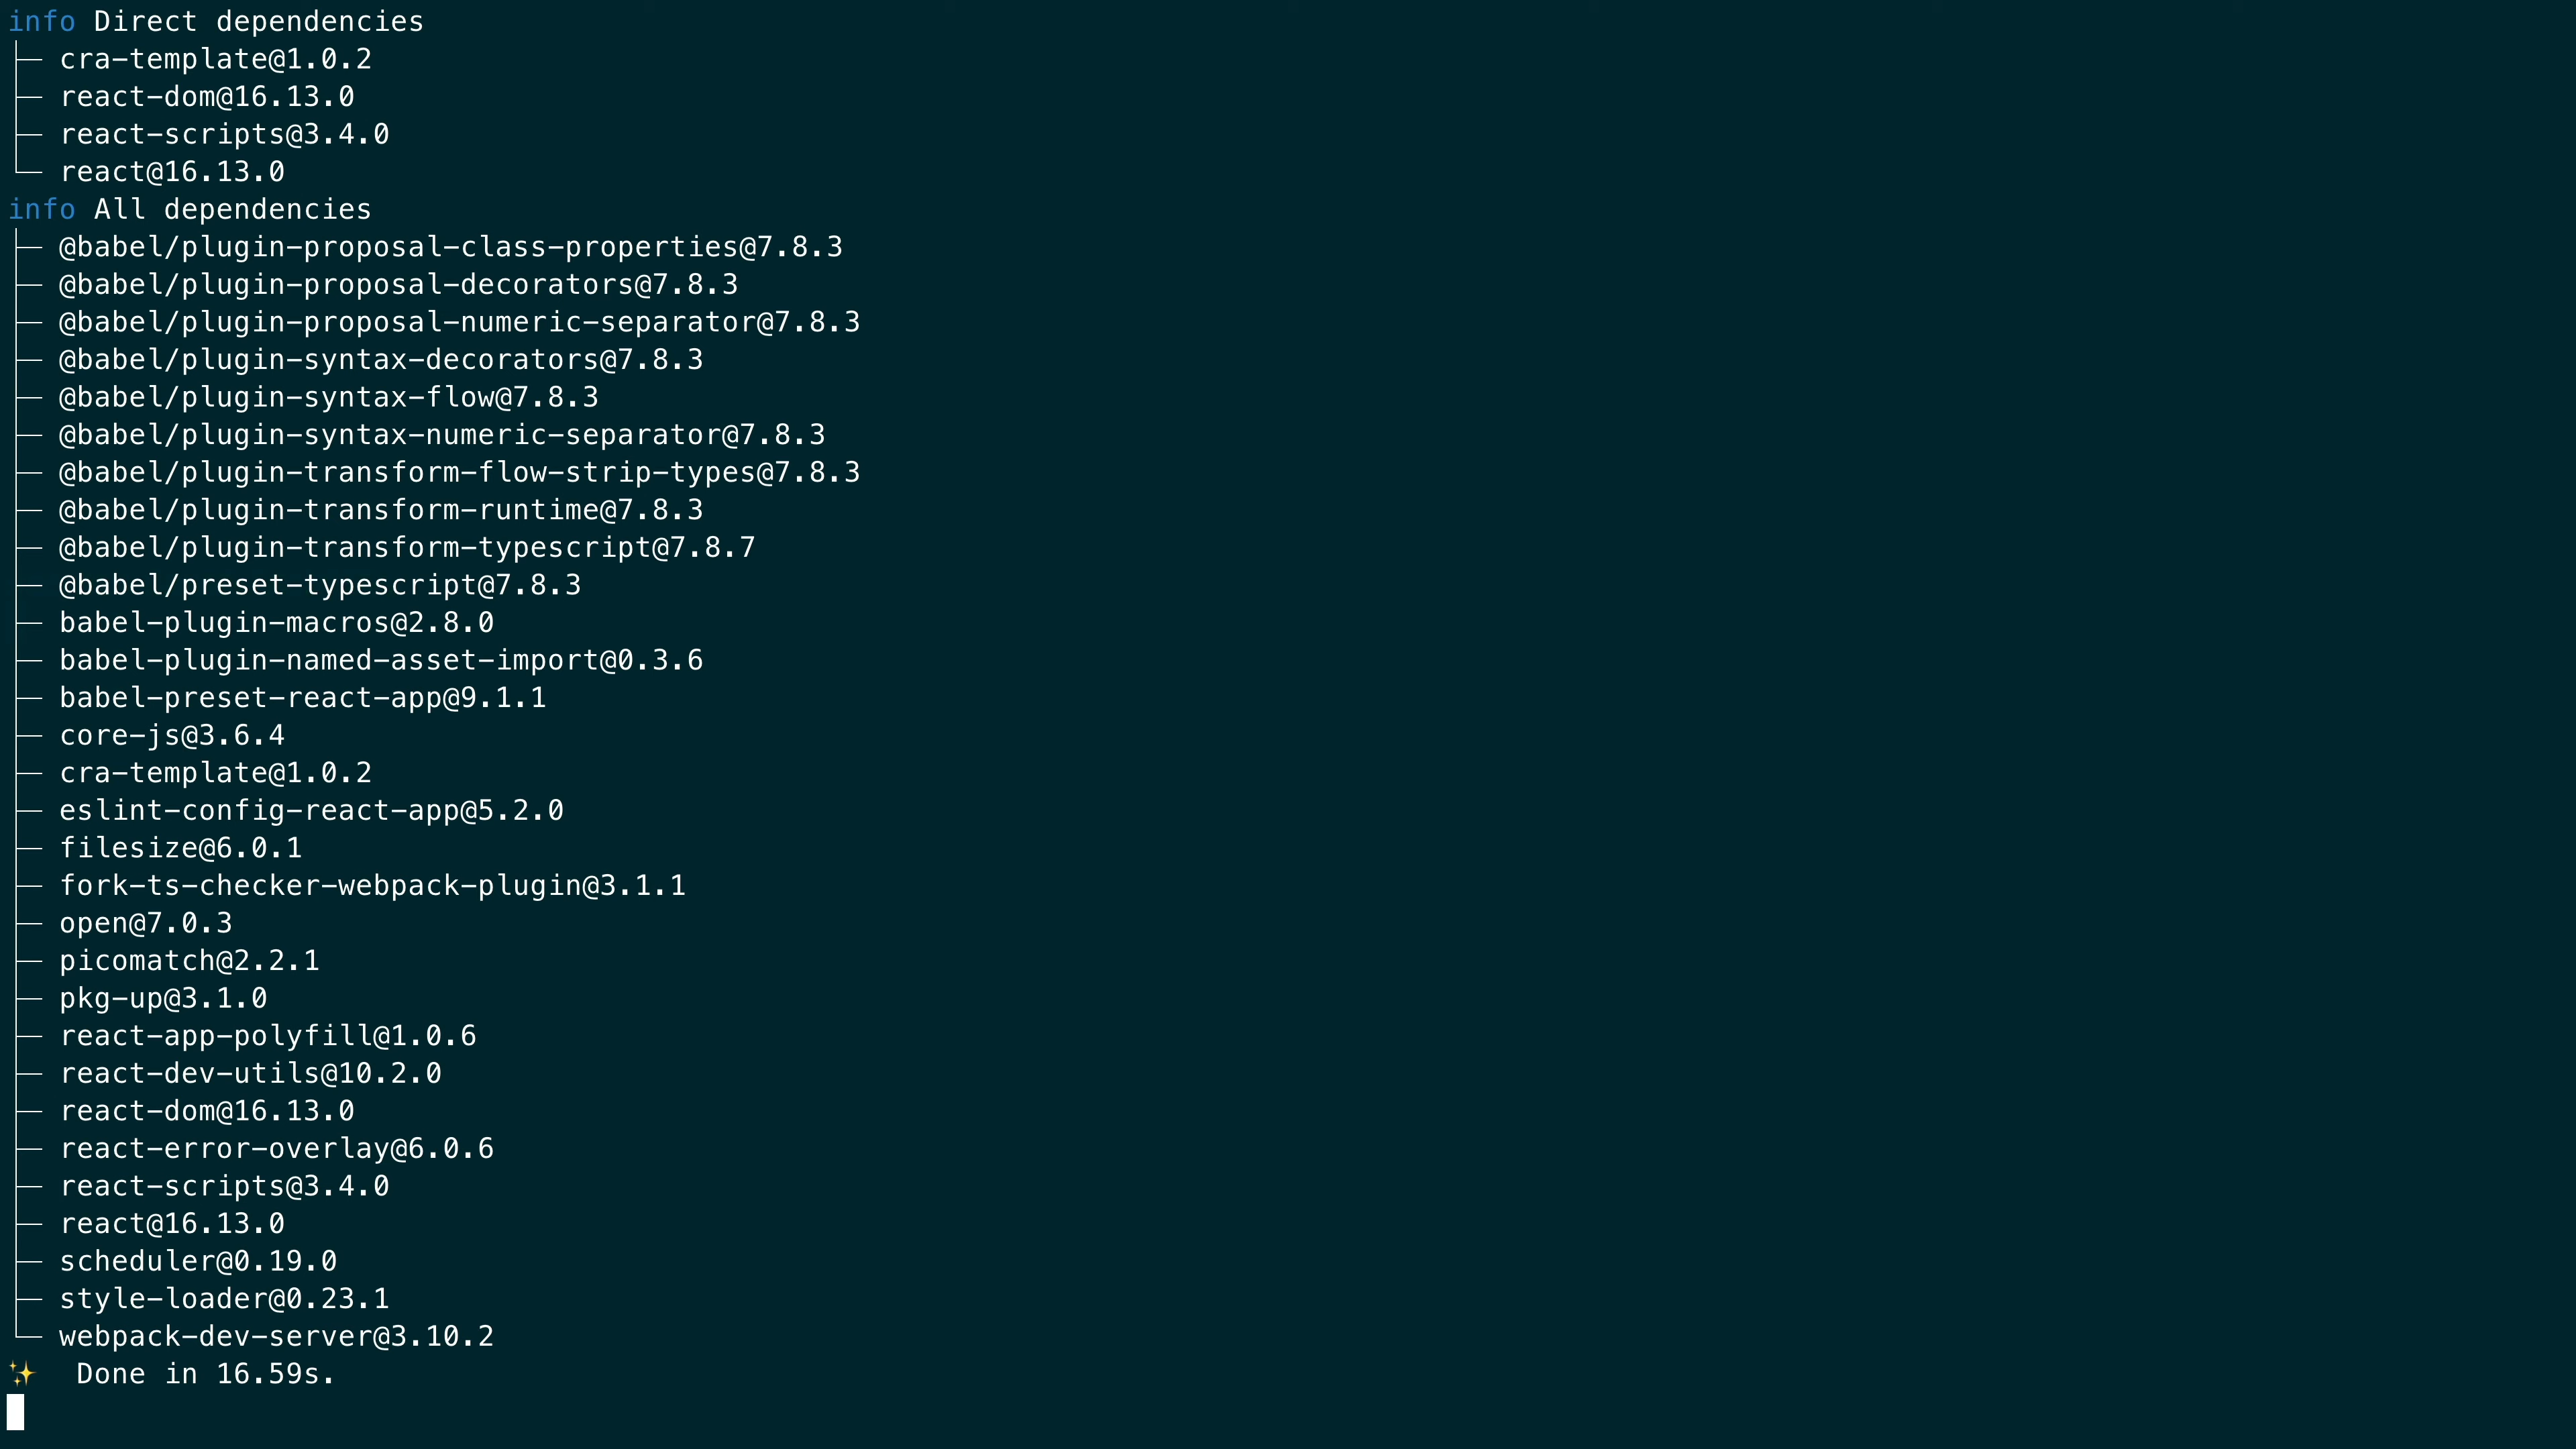 info Direct dependencies
├─ cra-template@1.0.2
├─ react-dom@16.13.0
├─ react-scripts@3.4.0
└─ react@16.13.0
info All dependencies
├─ @babel/plugin-proposal-class-properties@7.8.3
├─ @babel/plugin-proposal-decorators@7.8.3
├─ @babel/plugin-proposal-numeric-separator@7.8.3
├─ @babel/plugin-syntax-decorators@7.8.3
├─ @babel/plugin-syntax-flow@7.8.3
├─ @babel/plugin-syntax-numeric-separator@7.8.3
├─ @babel/plugin-transform-flow-strip-types@7.8.3
├─ @babel/plugin-transform-runtime@7.8.3
├─ @babel/plugin-transform-typescript@7.8.7
├─ @babel/preset-typescript@7.8.3
├─ babel-plugin-macros@2.8.0
├─ babel-plugin-named-asset-import@0.3.6
├─ babel-preset-react-app@9.1.1
├─ core-js@3.6.4
├─ cra-template@1.0.2
├─ eslint-config-react-app@5.2.0
├─ filesize@6.0.1
├─ fork-ts-checker-webpack-plugin@3.1.1
├─ open@7.0.3
├─ picomatch@2.2.1
├─ pkg-up@3.1.0
├─ react-app-polyfill@1.0.6
├─ react-dev-utils@10.2.0
├─ react-dom@16.13.0
├─ react-error-overlay@6.0.6
├─ react-scripts@3.4.0
├─ react@16.13.0
├─ scheduler@0.19.0
├─ style-loader@0.23.1
└─ webpack-dev-server@3.10.2
✨ Done in 16.59s.